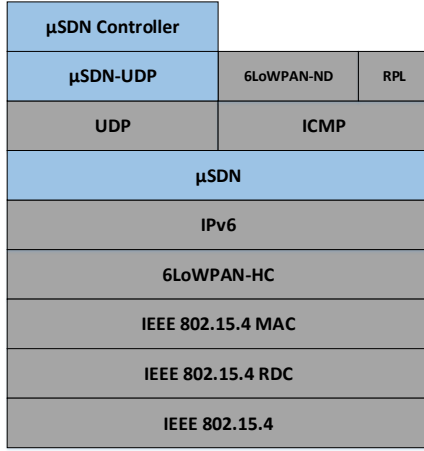 μSDN Controller
μSDN-UDP
6LoWPAN-ND
RPL
UDP
ICMP
μSDN
IPv6
6LoWPAN-HC
IEEE 802.15.4 MAC
IEEE 802.15.4 RDC
IEEE 802.15.4